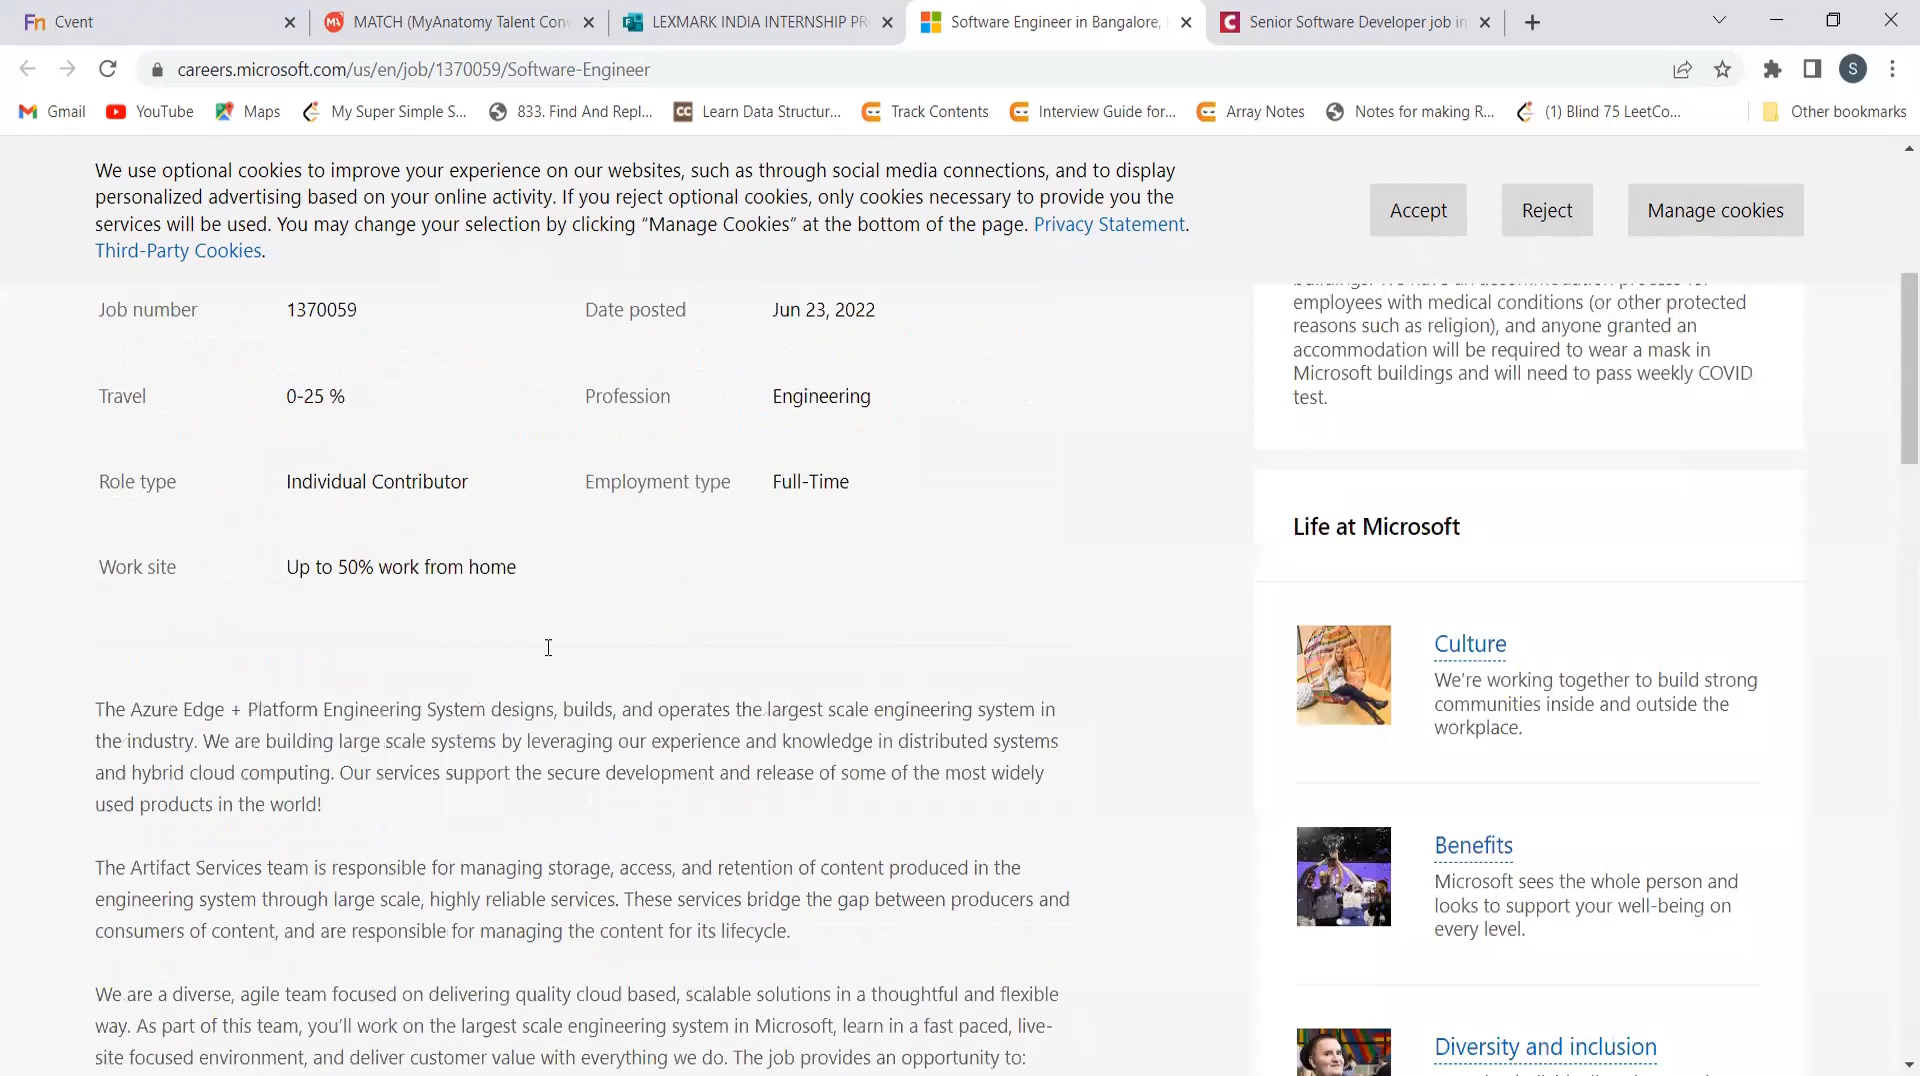 Cvent
MATCH (MyAnatomy Talent Con
LEXMARK INDIA INTERNSHIP PR
Software Engineer in Bangalore,
Senior Software Developer job in
careers.microsoft.com/us/en/job/1370059/Software-Engineer
S
Gmail
YouTube
Maps
My Super Simple S...
833. Find And Repl...
Learn Data Structur...
Track Contents
Interview Guide for...
Array Notes
Notes for making R...
(1) Blind 75 LeetCo...
Other bookmarks
We use optional cookies to improve your experience on our websites, such as through social media connections, and to display
personalized advertising based on your online activity. If you reject optional cookies, only cookies necessary to provide you the
services will be used. You may change your selection by clicking “Manage Cookies” at the bottom of the page. Privacy Statement.
Third-Party Cookies.
Accept
Reject
Manage cookies
Job number 1370059 Date posted Jun 23, 2022
Travel 0-25 % Profession Engineering
Role type Individual Contributor Employment type Full-Time
Work site Up to 50% work from home
The Azure Edge + Platform Engineering System designs, builds, and operates the largest scale engineering system in
the industry. We are building large scale systems by leveraging our experience and knowledge in distributed systems
and hybrid cloud computing. Our services support the secure development and release of some of the most widely
used products in the world!
The Artifact Services team is responsible for managing storage, access, and retention of content produced in the
engineering system through large scale, highly reliable services. These services bridge the gap between producers and
consumers of content, and are responsible for managing the content for its lifecycle.
We are a diverse, agile team focused on delivering quality cloud based, scalable solutions in a thoughtful and flexible
way. As part of this team, you’ll work on the largest scale engineering system in Microsoft, learn in a fast paced, live-
site focused environment, and deliver customer value with everything we do. The job provides an opportunity to:
employees with medical conditions (or other protected
reasons such as religion), and anyone granted an
accommodation will be required to wear a mask in
Microsoft buildings and will need to pass weekly COVID
test.
Life at Microsoft
Culture
We’re working together to build strong
communities inside and outside the
workplace.
Benefits
Microsoft sees the whole person and
looks to support your well-being on
every level.
Diversity and inclusion